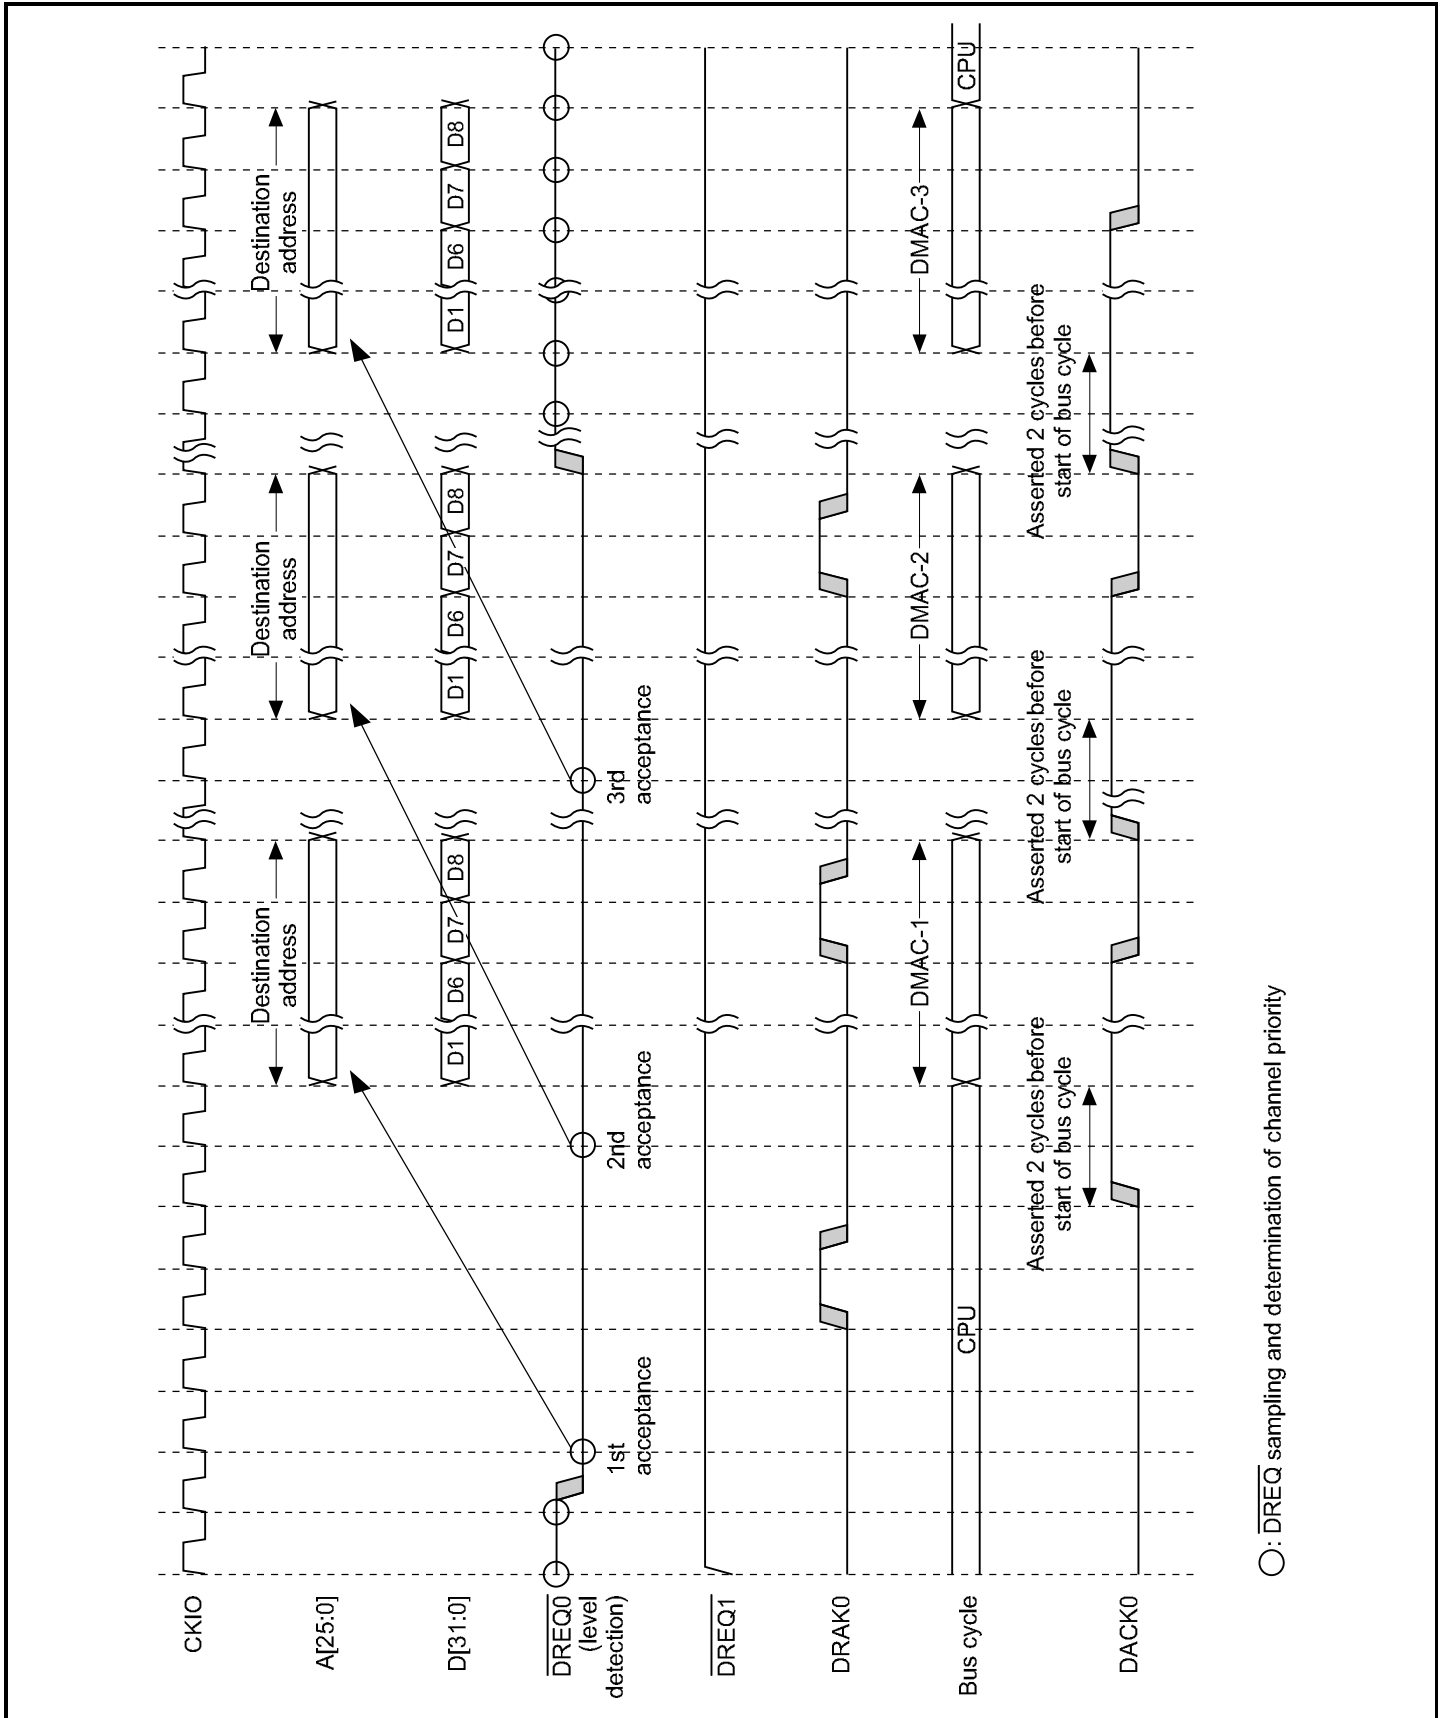 CKIO
A[25:0]
Destination
address
Destination
address
Destination
address
D[31:0]
D1
D6
D7
D8
D1
D6
D7
D8
D1
D6
D7
D8
DREQ0
(level
detection)
1st
acceptance
2nd
acceptance
3rd
acceptance
DREQ1
DRAK0
Bus cycle
CPU
DMAC-1
DMAC-2
DMAC-3
CPU
Asserted 2 cycles before
start of bus cycle
Asserted 2 cycles before
start of bus cycle
Asserted 2 cycles before
start of bus cycle
DACK0
: DREQ sampling and determination of channel priority